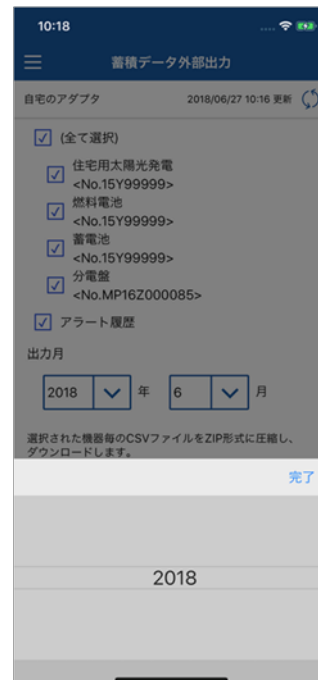 10:18
蓄積データ外部出力
自宅のアダプタ 2018/06/27 10:16 更新
(全て選択)
住宅用太陽光発電
<No.15Y99999>
燃料電池
<No.15Y99999>
蓄電池
<No.15Y99999>
分電盤
<No.MP16Z000085>
アラート履歴
出力月
2018 年 6 月
選択された機器毎のCSVファイルをZIP形式に圧縮し、
ダウンロードします。
完了
2018